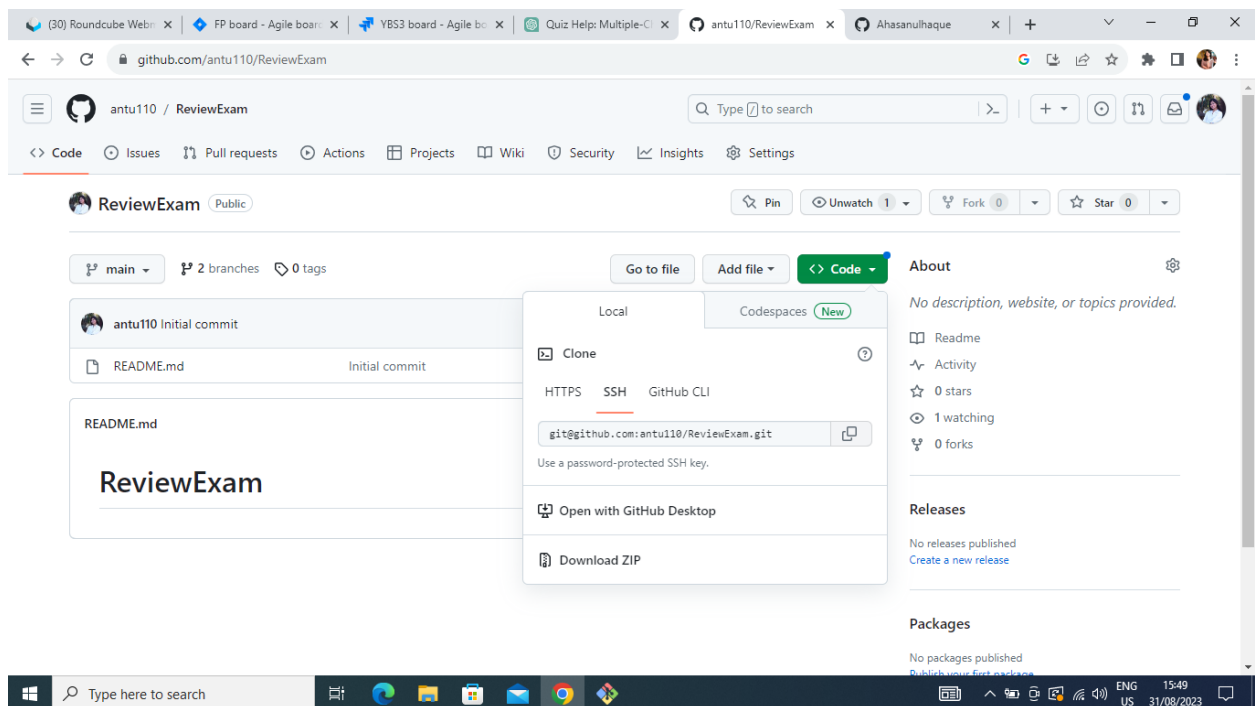 (30) Roundcube Webm
FP board - Agile board
YBS3 board - Agile bo
Quiz Help: Multiple-C
antu110/ReviewExam
Ahasanulhaque
github.com/antu110/ReviewExam
antu110 / ReviewExam
Type / to search
Code Issues Pull requests Actions Projects Wiki Security Insights Settings
ReviewExam Public
Pin Unwatch 1 Fork 0 Star 0
main 2 branches 0 tags
Go to file Add file Code
antu110 Initial commit
README.md Initial commit
README.md
ReviewExam
Local Codespaces New
Clone
HTTPS SSH GitHub CLI
git@github.com:antu110/ReviewExam.git
Use a password-protected SSH key.
Open with GitHub Desktop
Download ZIP
About
No description, website, or topics provided.
Readme
Activity
0 stars
1 watching
0 forks
Releases
No releases published
Create a new release
Packages
No packages published
Publish your first package
Type here to search
ENG 15:49
US 31/08/2023